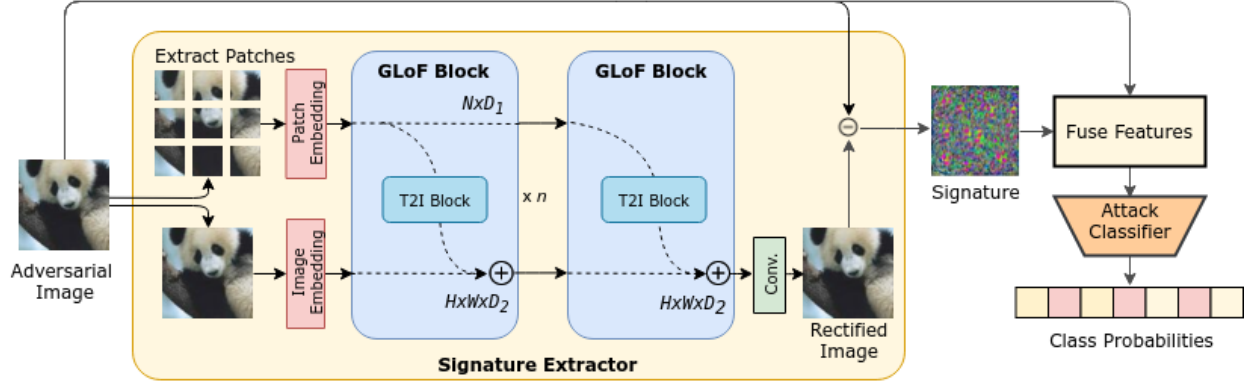 Extract Patches
GLoF Block
GLoF Block
Patch
Embedding
NxD1
T2I Block
T2I Block
x n
Image
Embedding
HxWxD2
HxWxD2
Conv.
Adversarial
Image
Rectified
Image
Signature Extractor
Signature
Fuse Features
Attack
Classifier
Class Probabilities